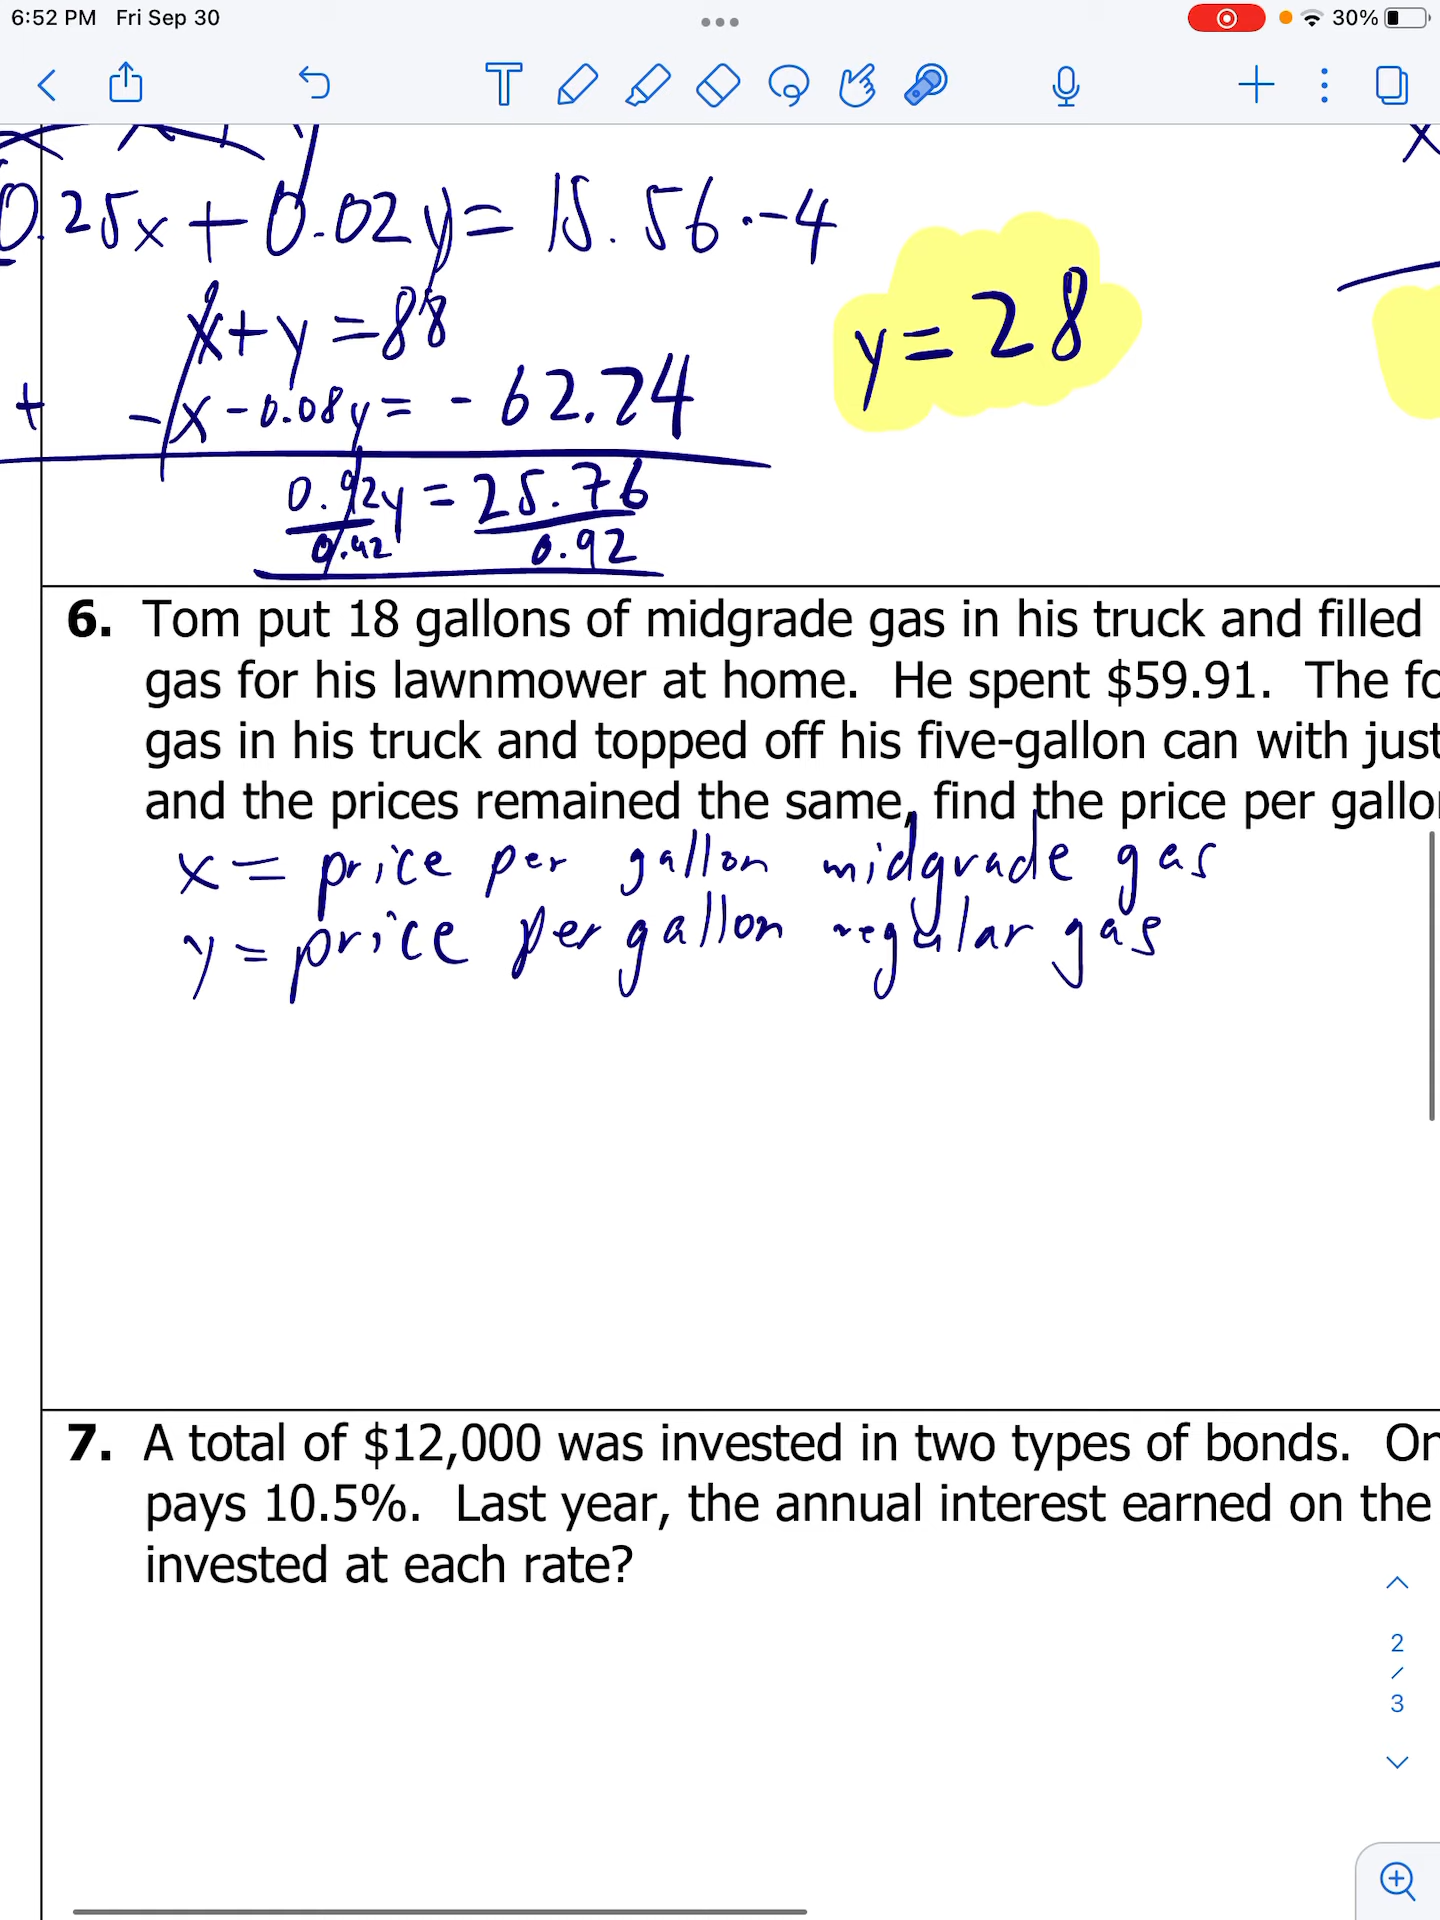 6:52 PM Fri Sep 30
30%
0.25x + 0.02y = 15.56 · -4
x + y = 88
y = 28
+ -x - 0.08y = - 62.24
0.92y = 25.76
0.92 0.92
6. Tom put 18 gallons of midgrade gas in his truck and filled
gas for his lawnmower at home. He spent $59.91. The fo
gas in his truck and topped off his five-gallon can with just
and the prices remained the same, find the price per gallo
x = price per gallon midgrade gas
y = price per gallon regular gas
7. A total of $12,000 was invested in two types of bonds. On
pays 10.5%. Last year, the annual interest earned on the
invested at each rate?
2
/
3